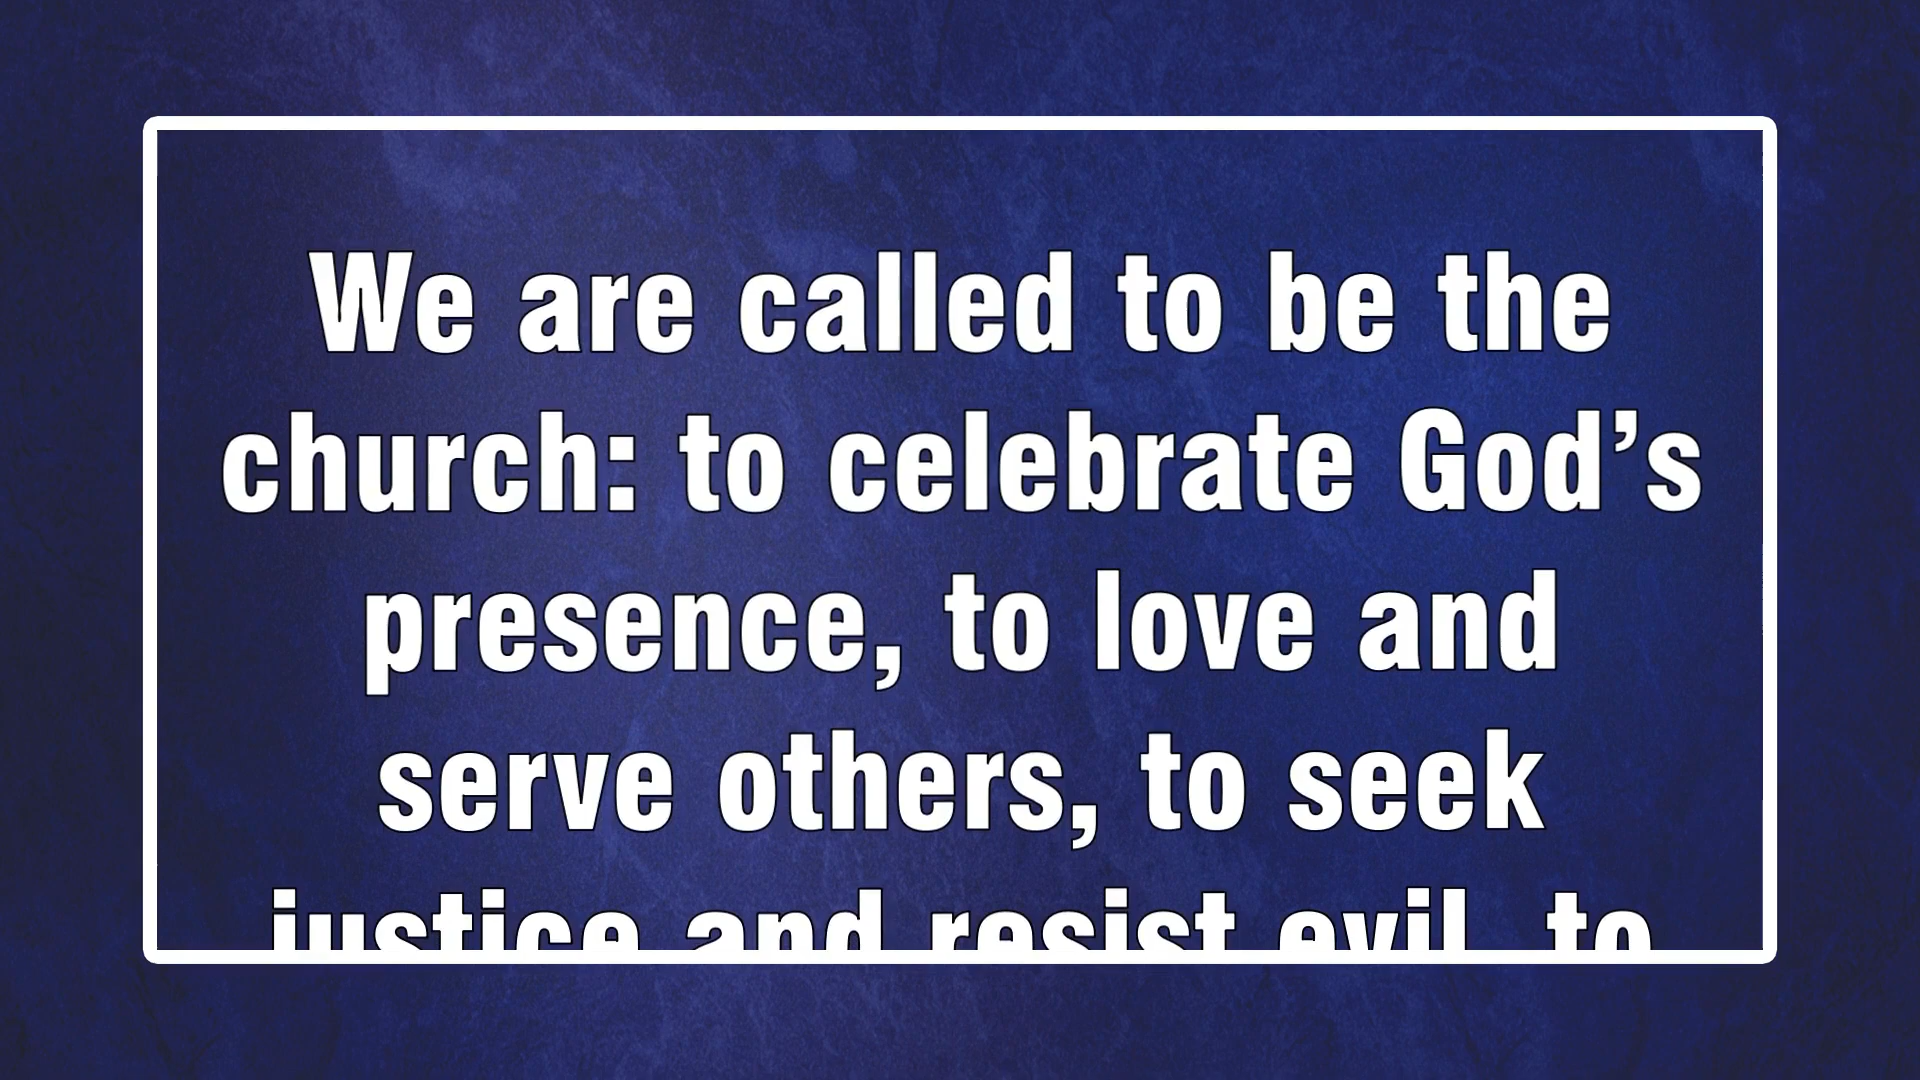 We are called to be the
church: to celebrate God’s
presence, to love and
serve others, to seek
justice and resist evil, to